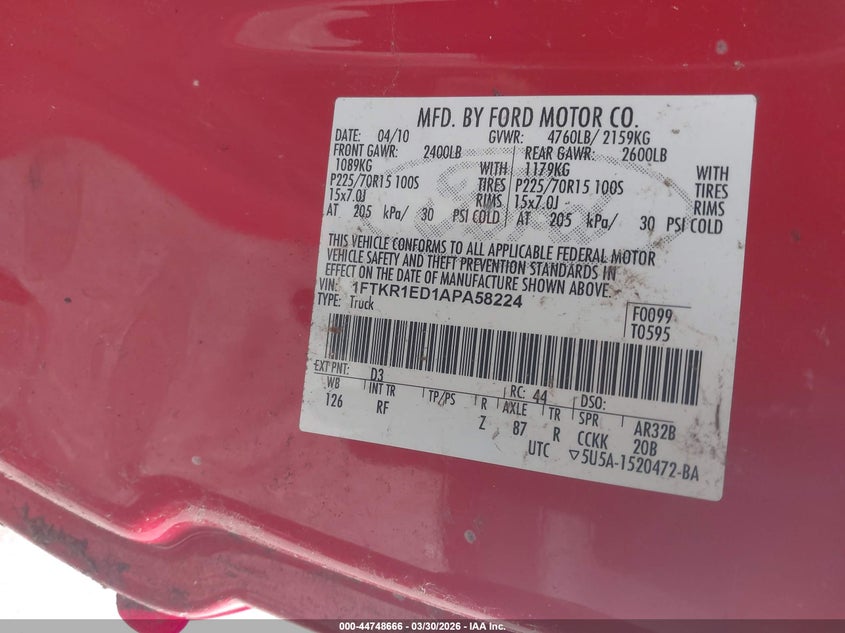 MFD. BY FORD MOTOR CO.
DATE: 04/10 GVWR: 4760LB/ 2159KG
FRONT GAWR: 2400LB REAR GAWR: 2600LB
1089KG WITH 1179KG WITH
P225/70R15 100S TIRES P225/70R15 100S TIRES
15x7.0J RIMS 15x7.0J RIMS
AT 205 kPa/ 30 PSI COLD AT 205 kPa/ 30 PSI COLD
THIS VEHICLE CONFORMS TO ALL APPLICABLE FEDERAL MOTOR
VEHICLE SAFETY AND THEFT PREVENTION STANDARDS IN
EFFECT ON THE DATE OF MANUFACTURE SHOWN ABOVE.
VIN: 1FTKR1ED1APA58224
TYPE: Truck
F0099
T0595
EXT PNT: D3 RC: 44 DSO:
WB INT TR TP/PS R AXLE TR SPR AR32B
126 RF Z 87 R CCKK 20B
UTC ▽5U5A-1520472-BA
Ford
000-44748666 - 03/30/2026 - IAA Inc.